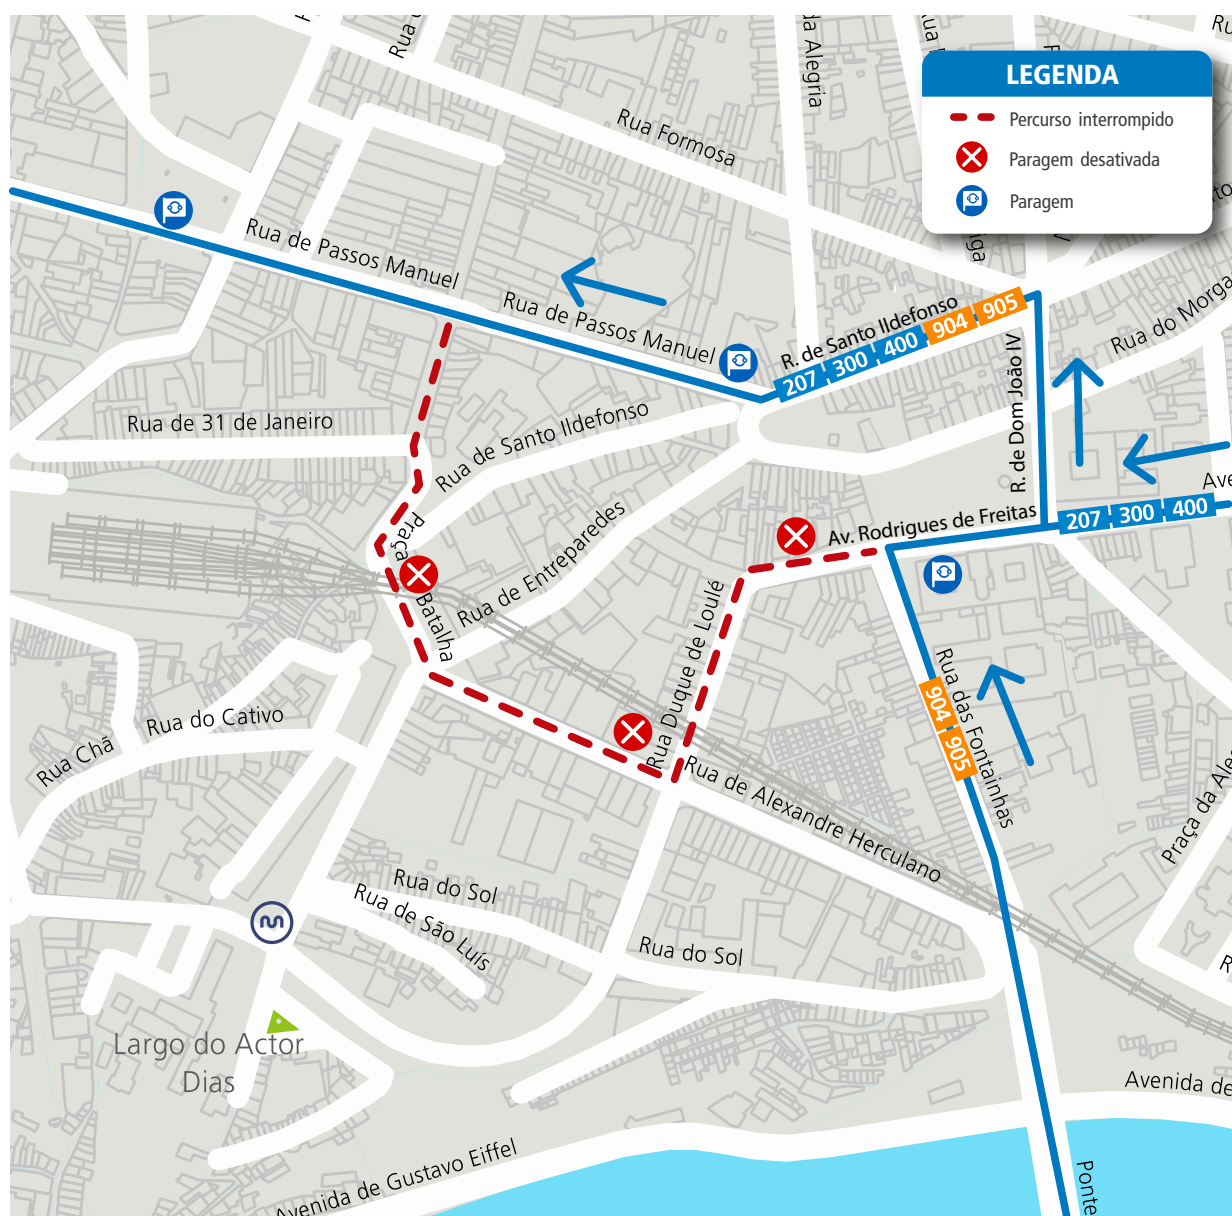 da Alegria
Rua Formosa
LEGENDA
Percurso interrompido
Paragem desativada
Paragem
Rua de Passos Manuel
Rua de Passos Manuel
R. de Santo Ildefonso
207 300 400 904 905
Rua do Morga
R. de Dom João IV
Rua de 31 de Janeiro
Rua de Santo Ildefonso
Praça
Batalha
Rua de Entreparedes
Av. Rodrigues de Freitas
207 300 400
Ave
Rua Duque de Loulé
Rua das Fontainhas
904 905
Rua do Cativo
Rua Chã
Rua de Alexandre Herculano
Praça da Ale
Rua do Sol
Rua de São Luís
Rua do Sol
Largo do Actor
Dias
Avenida de
Avenida de Gustavo Eiffel
Ponte